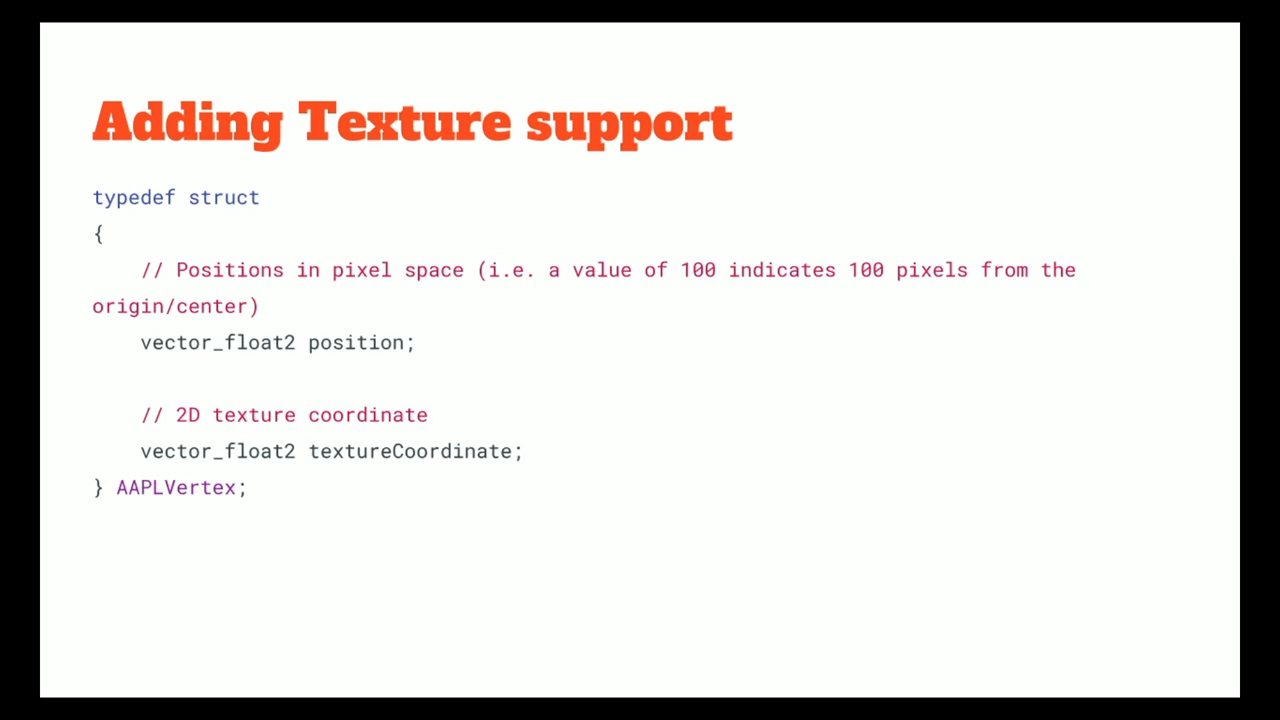 Adding Texture support
typedef struct
{
    // Positions in pixel space (i.e. a value of 100 indicates 100 pixels from the
origin/center)
    vector_float2 position;
    // 2D texture coordinate
    vector_float2 textureCoordinate;
} AAPLVertex;